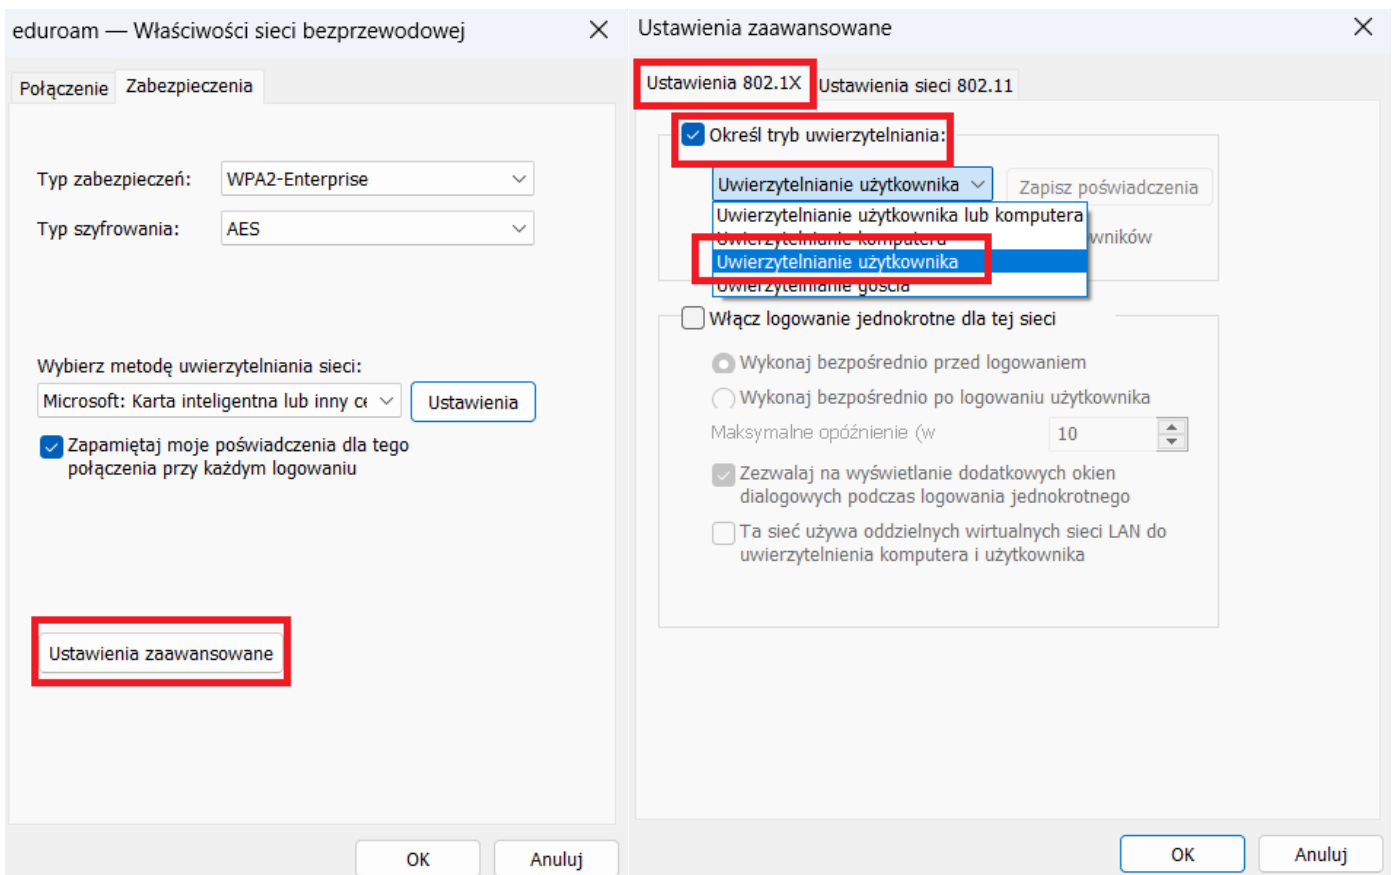 eduroam — Właściwości sieci bezprzewodowej
Połączenie
Zabezpieczenia
Typ zabezpieczeń:
WPA2-Enterprise
Typ szyfrowania:
AES
Wybierz metodę uwierzytelniania sieci:
Microsoft: Karta inteligentna lub inny ce
Ustawienia
Zapamiętaj moje poświadczenia dla tego
połączenia przy każdym logowaniu
Ustawienia zaawansowane
OK
Anuluj
Ustawienia zaawansowane
Ustawienia 802.1X
Ustawienia sieci 802.11
Określ tryb uwierzytelniania:
Uwierzytelnianie użytkownika
Zapisz poświadczenia
Uwierzytelnianie użytkownika lub komputera
Uwierzytelnianie komputera
wników
Uwierzytelnianie użytkownika
Uwierzytelnianie gościa
Włącz logowanie jednokrotne dla tej sieci
Wykonaj bezpośrednio przed logowaniem
Wykonaj bezpośrednio po logowaniu użytkownika
Maksymalne opóźnienie (w
10
Zezwalaj na wyświetlanie dodatkowych okien
dialogowych podczas logowania jednokrotnego
Ta sieć używa oddzielnych wirtualnych sieci LAN do
uwierzytelnienia komputera i użytkownika
OK
Anuluj